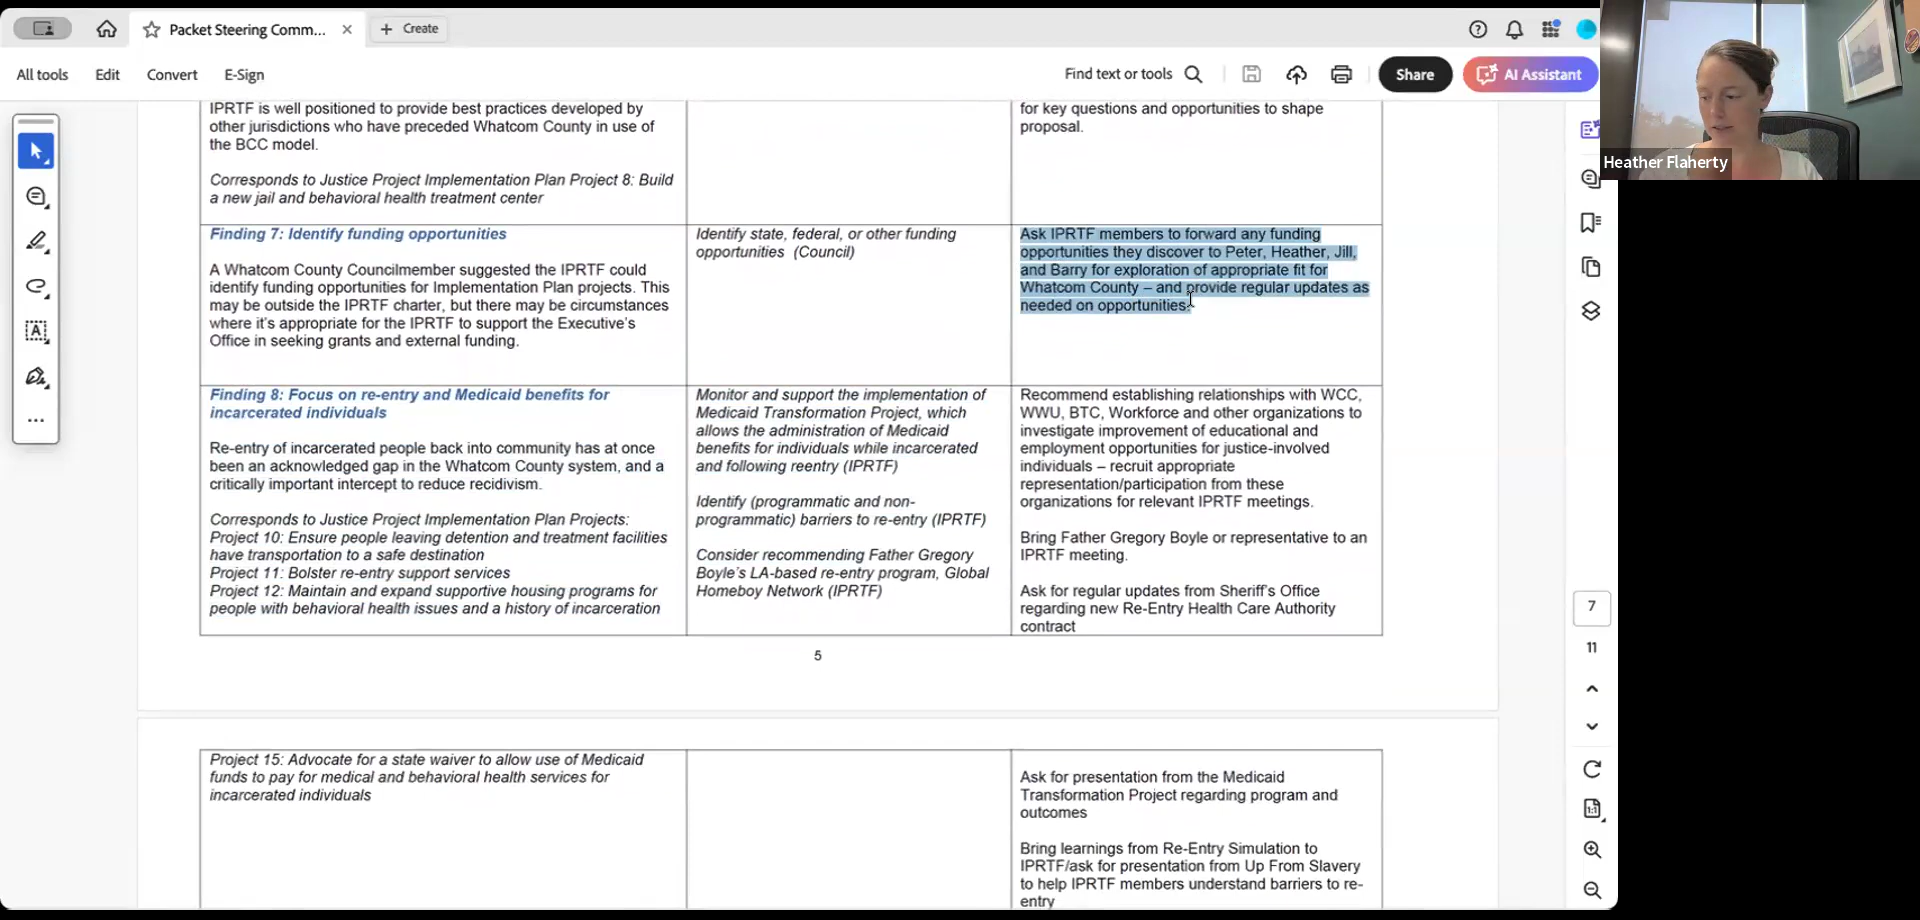 Packet Steering Comm...
Create
All tools
Edit
Convert
E-Sign
Find text or tools
Share
AI Assistant
Heather Flaherty
IPRTF is well positioned to provide best practices developed by
other jurisdictions who have preceded Whatcom County in use of
the BCC model.
Corresponds to Justice Project Implementation Plan Project 8: Build
a new jail and behavioral health treatment center
for key questions and opportunities to shape
proposal.
Finding 7: Identify funding opportunities
A Whatcom County Councilmember suggested the IPRTF could
identify funding opportunities for Implementation Plan projects. This
may be outside the IPRTF charter, but there may be circumstances
where it's appropriate for the IPRTF to support the Executive's
Office in seeking grants and external funding.
Identify state, federal, or other funding
opportunities (Council)
Ask IPRTF members to forward any funding
opportunities they discover to Peter, Heather, Jill,
and Barry for exploration of appropriate fit for
Whatcom County – and provide regular updates as
needed on opportunities.
Finding 8: Focus on re-entry and Medicaid benefits for
incarcerated individuals
Re-entry of incarcerated people back into community has at once
been an acknowledged gap in the Whatcom County system, and a
critically important intercept to reduce recidivism.
Corresponds to Justice Project Implementation Plan Projects:
Project 10: Ensure people leaving detention and treatment facilities
have transportation to a safe destination
Project 11: Bolster re-entry support services
Project 12: Maintain and expand supportive housing programs for
people with behavioral health issues and a history of incarceration
Monitor and support the implementation of
Medicaid Transformation Project, which
allows the administration of Medicaid
benefits for individuals while incarcerated
and following reentry (IPRTF)
Identify (programmatic and non-
programmatic) barriers to re-entry (IPRTF)
Consider recommending Father Gregory
Boyle's LA-based re-entry program, Global
Homeboy Network (IPRTF)
Recommend establishing relationships with WCC,
WWU, BTC, Workforce and other organizations to
investigate improvement of educational and
employment opportunities for justice-involved
individuals – recruit appropriate
representation/participation from these
organizations for relevant IPRTF meetings.
Bring Father Gregory Boyle or representative to an
IPRTF meeting.
Ask for regular updates from Sheriff's Office
regarding new Re-Entry Health Care Authority
contract
5
7
11
Project 15: Advocate for a state waiver to allow use of Medicaid
funds to pay for medical and behavioral health services for
incarcerated individuals
Ask for presentation from the Medicaid
Transformation Project regarding program and
outcomes
Bring learnings from Re-Entry Simulation to
IPRTF/ask for presentation from Up From Slavery
to help IPRTF members understand barriers to re-
entry